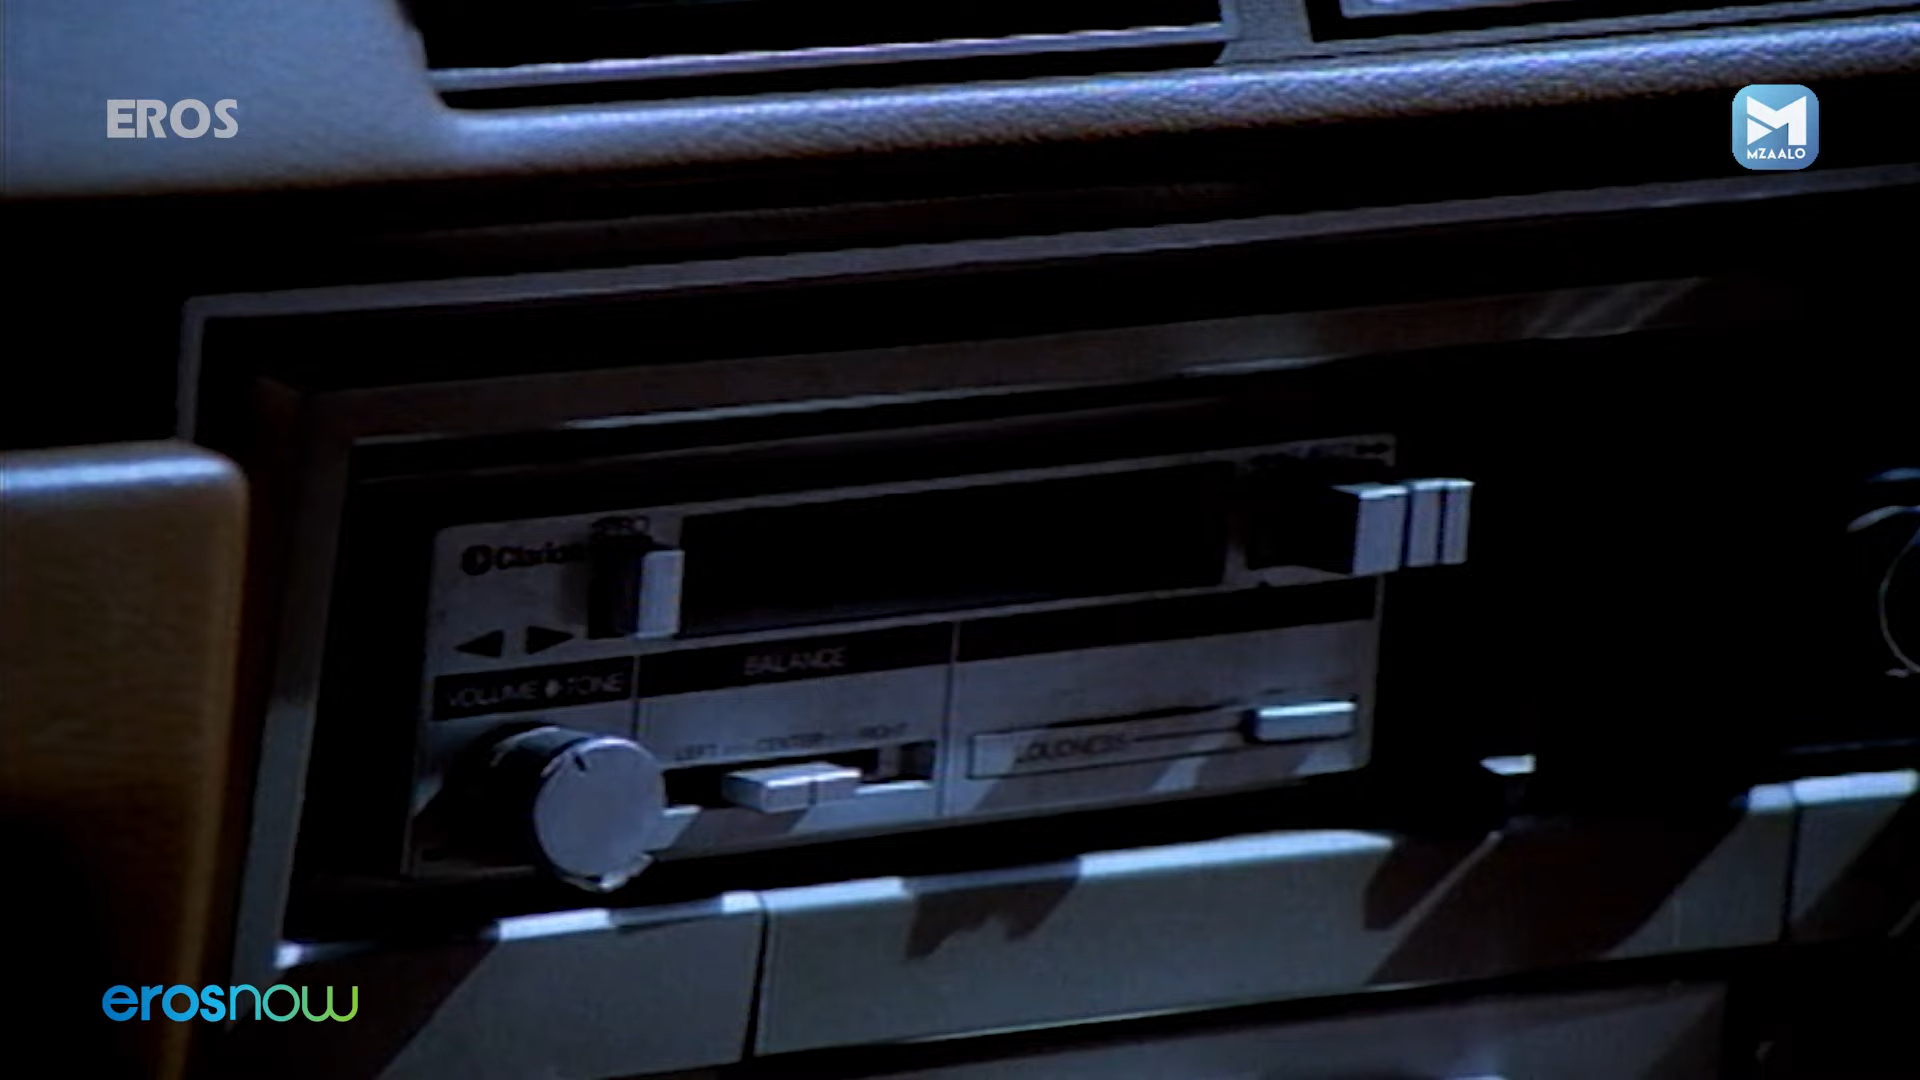 EROS
MZAALO
Clarion
VOLUME TONE
BALANCE
LEFT CENTER RIGHT
LOUDNESS
erosnow